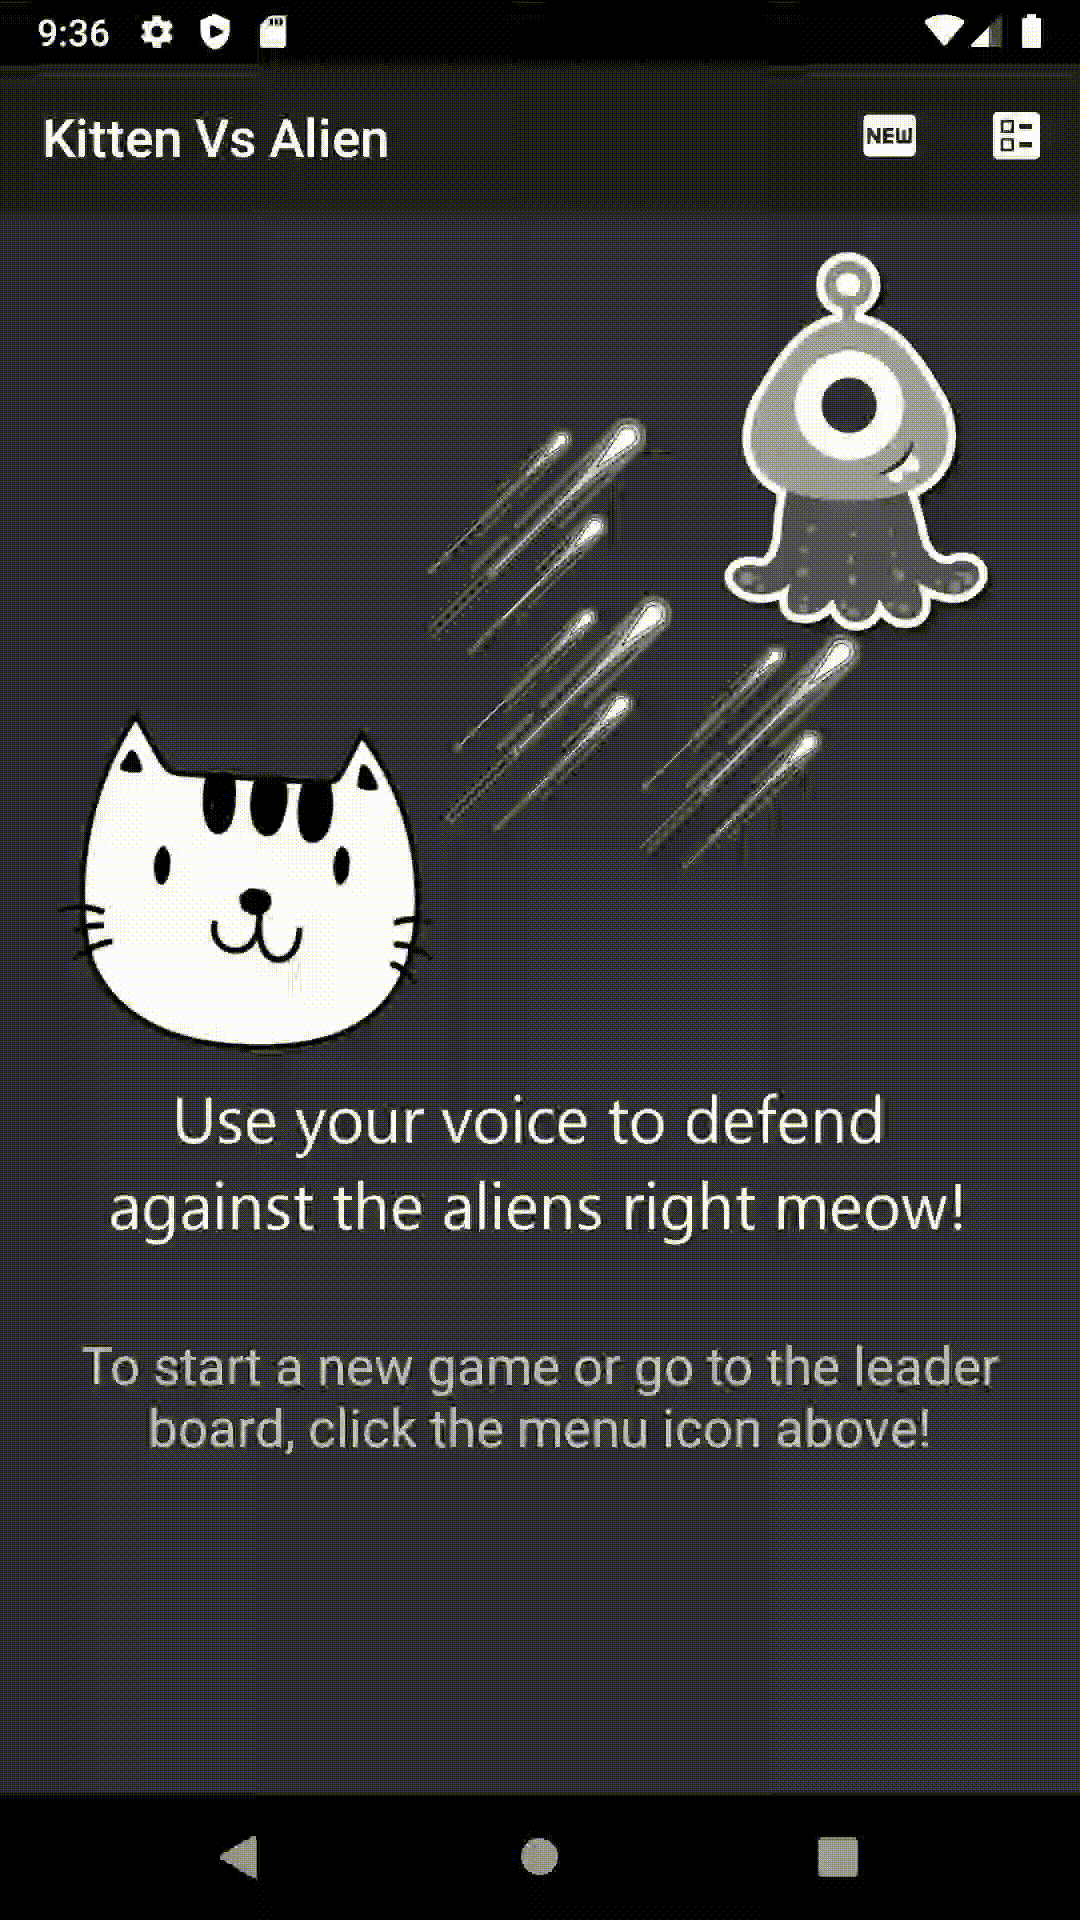 9:36
Kitten Vs Alien
NEW
Use your voice to defend
against the aliens right meow!
To start a new game or go to the leader
board, click the menu icon above!